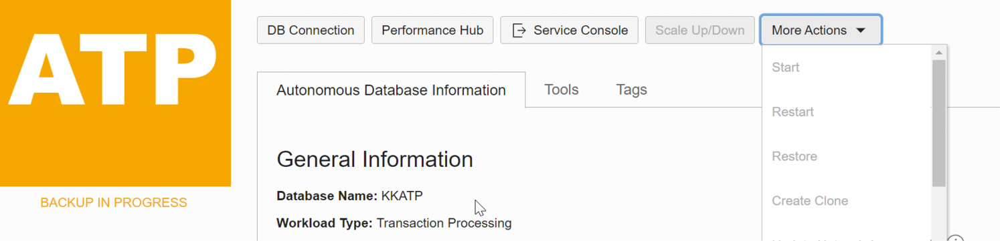 ATP
BACKUP IN PROGRESS
DB Connection
Performance Hub
Service Console
Scale Up/Down
More Actions
Start
Restart
Restore
Create Clone
Autonomous Database Information
Tools
Tags
General Information
Database Name: KKATP
Workload Type: Transaction Processing